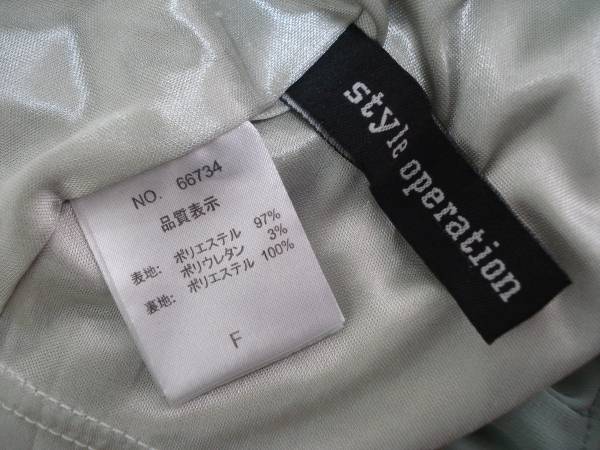 NO. 66734
品質表示
表地: ポリエステル 97%
ポリウレタン 3%
裏地: ポリエステル 100%
F
style operation